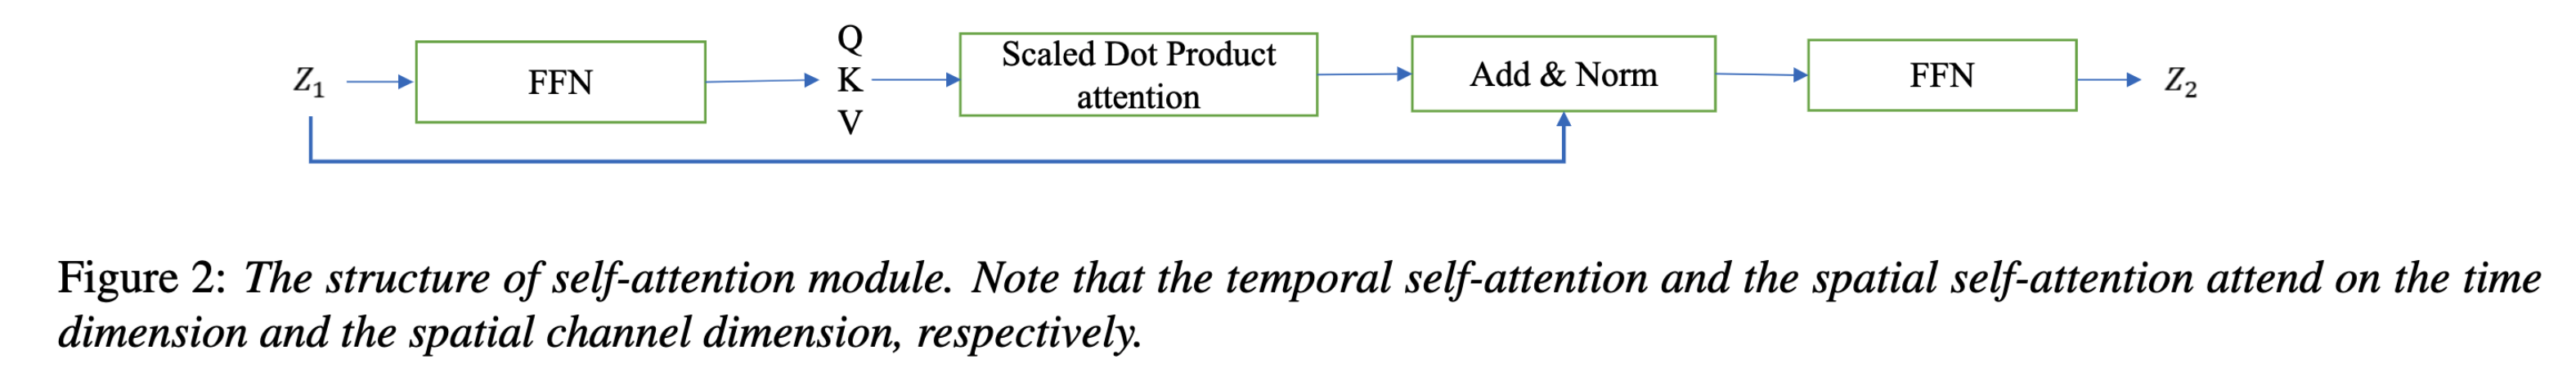 Z₁
FFN
Q
K
V
Scaled Dot Product
attention
Add & Norm
FFN
Z₂
Figure 2: The structure of self-attention module. Note that the temporal self-attention and the spatial self-attention attend on the time
dimension and the spatial channel dimension, respectively.